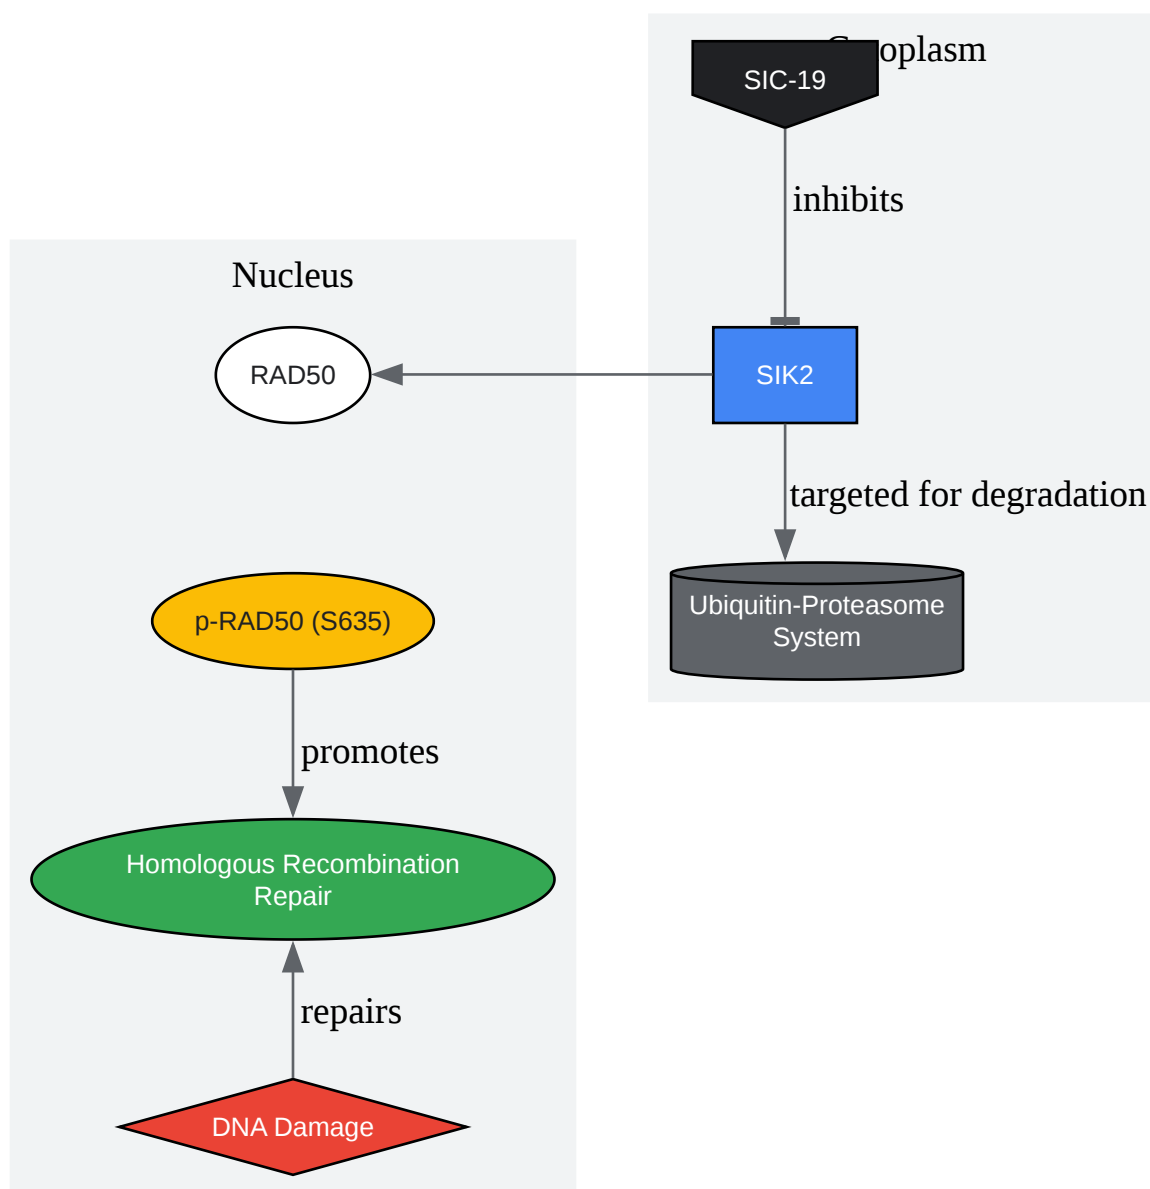 oplasm
SIC-19
inhibits
Nucleus
RAD50
SIK2
targeted for degradation
p-RAD50 (S635)
Ubiquitin-Proteasome
System
promotes
Homologous Recombination
Repair
repairs
DNA Damage